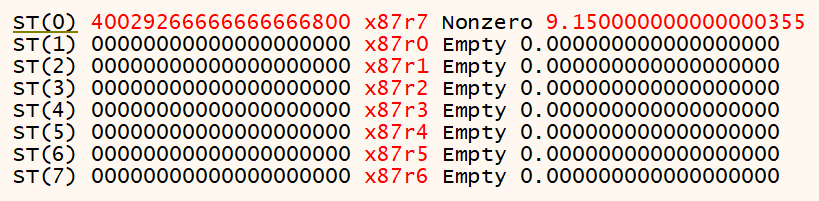 ST(0) 40029266666666666800 x87r7 Nonzero 9.150000000000000355
ST(1) 00000000000000000000 x87r0 Empty 0.000000000000000000
ST(2) 00000000000000000000 x87r1 Empty 0.000000000000000000
ST(3) 00000000000000000000 x87r2 Empty 0.000000000000000000
ST(4) 00000000000000000000 x87r3 Empty 0.000000000000000000
ST(5) 00000000000000000000 x87r4 Empty 0.000000000000000000
ST(6) 00000000000000000000 x87r5 Empty 0.000000000000000000
ST(7) 00000000000000000000 x87r6 Empty 0.000000000000000000